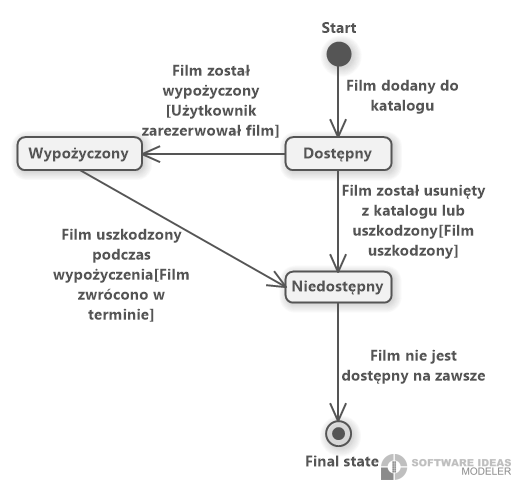 Start
Film dodany do
katalogu
Film został
wypożyczony
[Użytkownik
zarezerwował film]
Wypożyczony
Dostępny
Film został usunięty
z katalogu lub
uszkodzony[Film
uszkodzony]
Film uszkodzony
podczas
wypożyczenia[Film
zwrócono w
terminie]
Niedostępny
Film nie jest
dostępny na zawsze
Final state
SOFTWARE IDEAS
MODELER